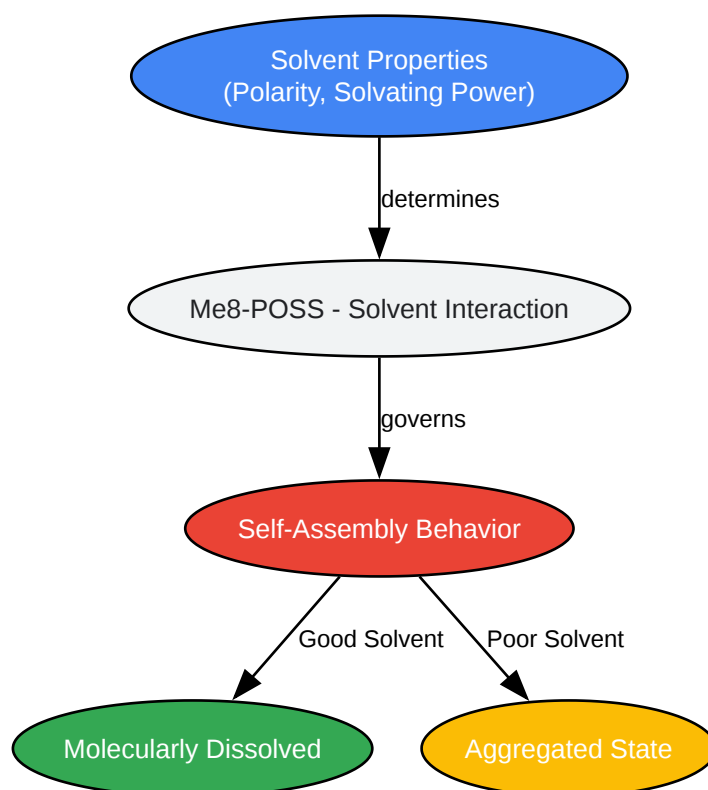 Solvent Properties
(Polarity, Solvating Power)
determines
Me8-POSS - Solvent Interaction
governs
Self-Assembly Behavior
Good Solvent
Poor Solvent
Molecularly Dissolved
Aggregated State